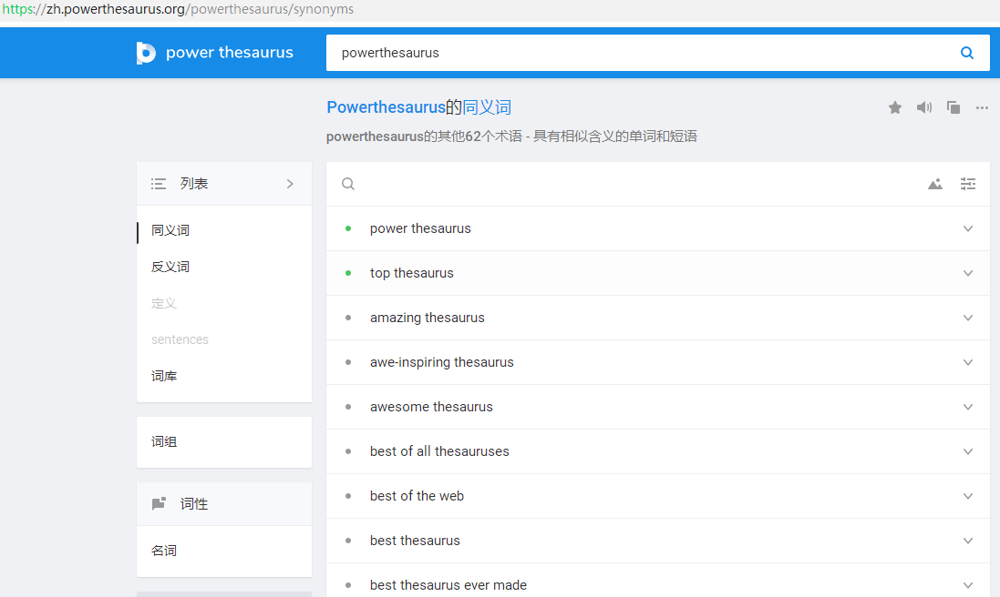 https://zh.powerthesaurus.org/powerthesaurus/synonyms
power thesaurus
powerthesaurus
Powerthesaurus的同义词
powerthesaurus的其他62个术语 - 具有相似含义的单词和短语
列表
同义词
反义词
定义
sentences
词库
词组
词性
名词
power thesaurus
top thesaurus
amazing thesaurus
awe-inspiring thesaurus
awesome thesaurus
best of all thesauruses
best of the web
best thesaurus
best thesaurus ever made